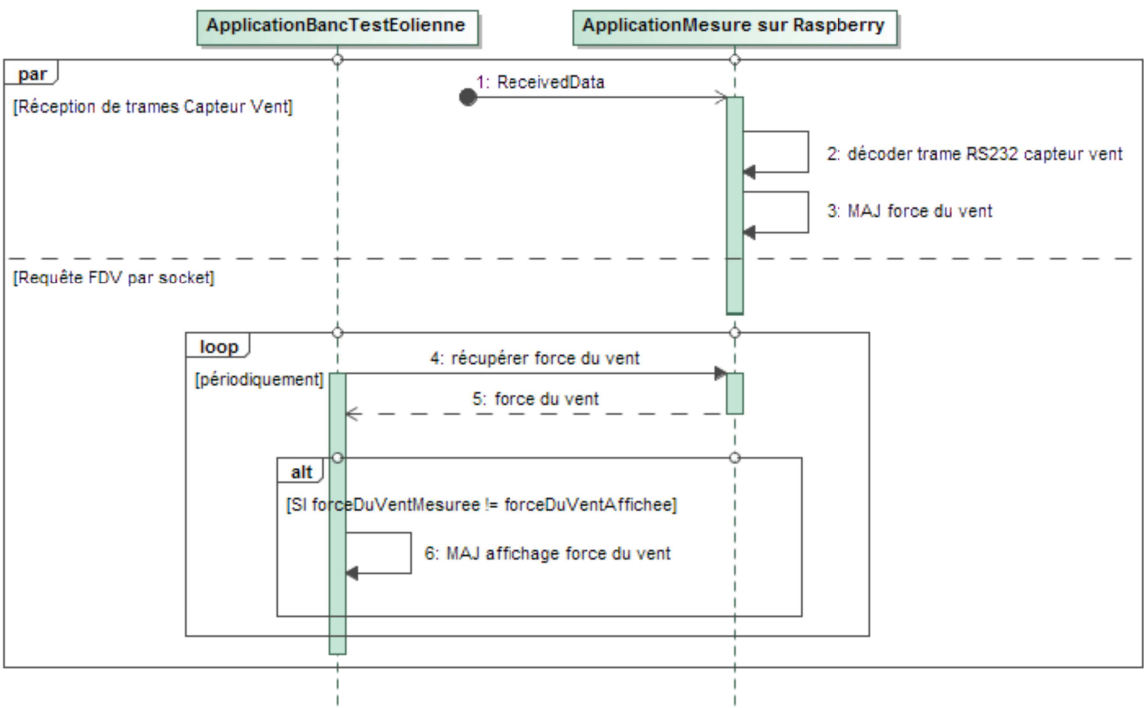 ApplicationBancTestEolienne
ApplicationMesure sur Raspberry
par
[Réception de trames Capteur Vent]
1: ReceivedData
2: décoder trame RS232 capteur vent
3: MAJ force du vent
[Requête FDV par socket]
loop
[périodiquement]
4: récupérer force du vent
5: force du vent
alt
[SI forceDuVentMesuree != forceDuVentAffichee]
6: MAJ affichage force du vent